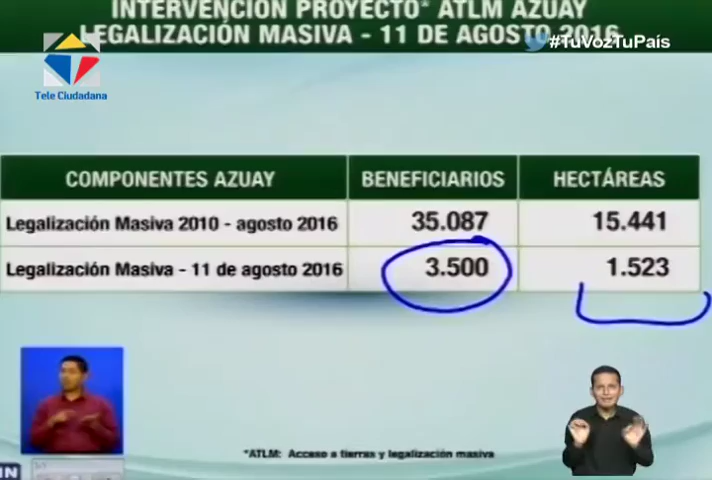 INTERVENCIÓN PROYECTO* ATLM AZUAY
LEGALIZACIÓN MASIVA - 11 DE AGOSTO 2016
#TuVozTuPaís
Tele Ciudadana
COMPONENTES AZUAY BENEFICIARIOS HECTÁREAS
Legalización Masiva 2010 - agosto 2016 35.087 15.441
Legalización Masiva - 11 de agosto 2016 3.500 1.523
*ATLM: Acceso a tierras y legalización masiva
IN